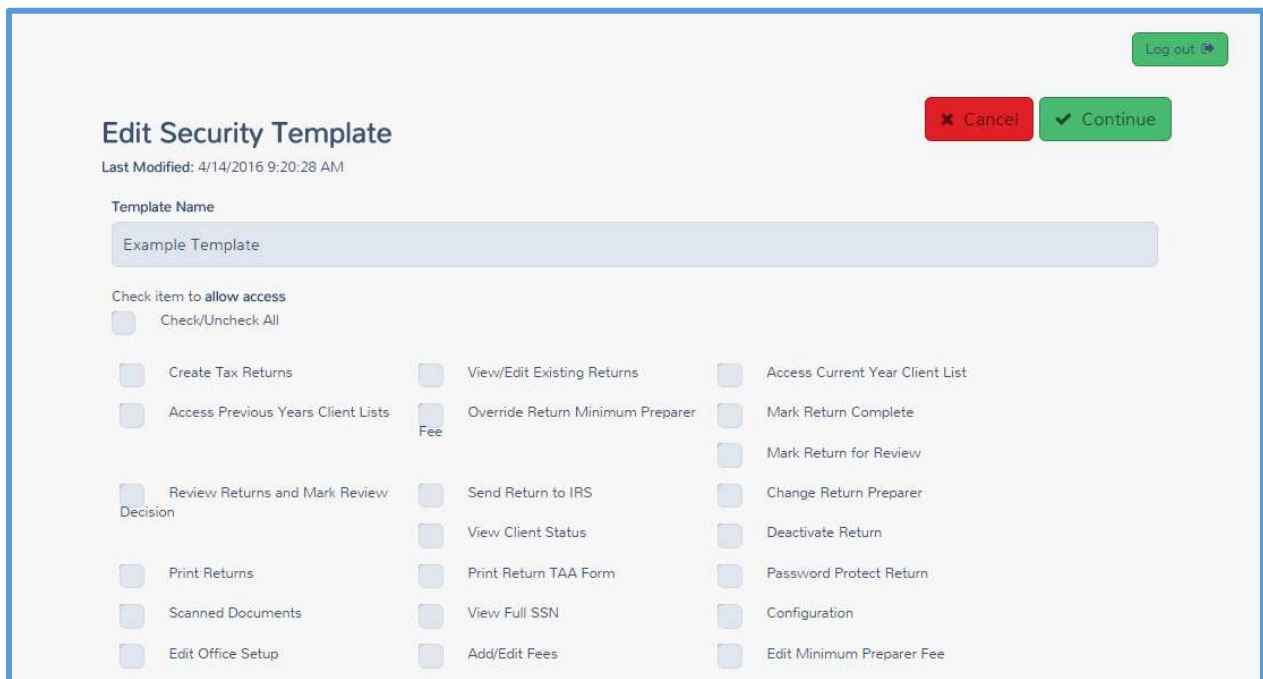 Log out
Edit Security Template
Cancel
Continue
Last Modified: 4/14/2016 9:20:28 AM
Template Name
Example Template
Check item to allow access
Check/Uncheck All
Create Tax Returns
View/Edit Existing Returns
Access Current Year Client List
Access Previous Years Client Lists
Override Return Minimum Preparer
Fee
Mark Return Complete
Mark Return for Review
Review Returns and Mark Review
Decision
Send Return to IRS
Change Return Preparer
View Client Status
Deactivate Return
Print Returns
Print Return TAA Form
Password Protect Return
Scanned Documents
View Full SSN
Configuration
Edit Office Setup
Add/Edit Fees
Edit Minimum Preparer Fee